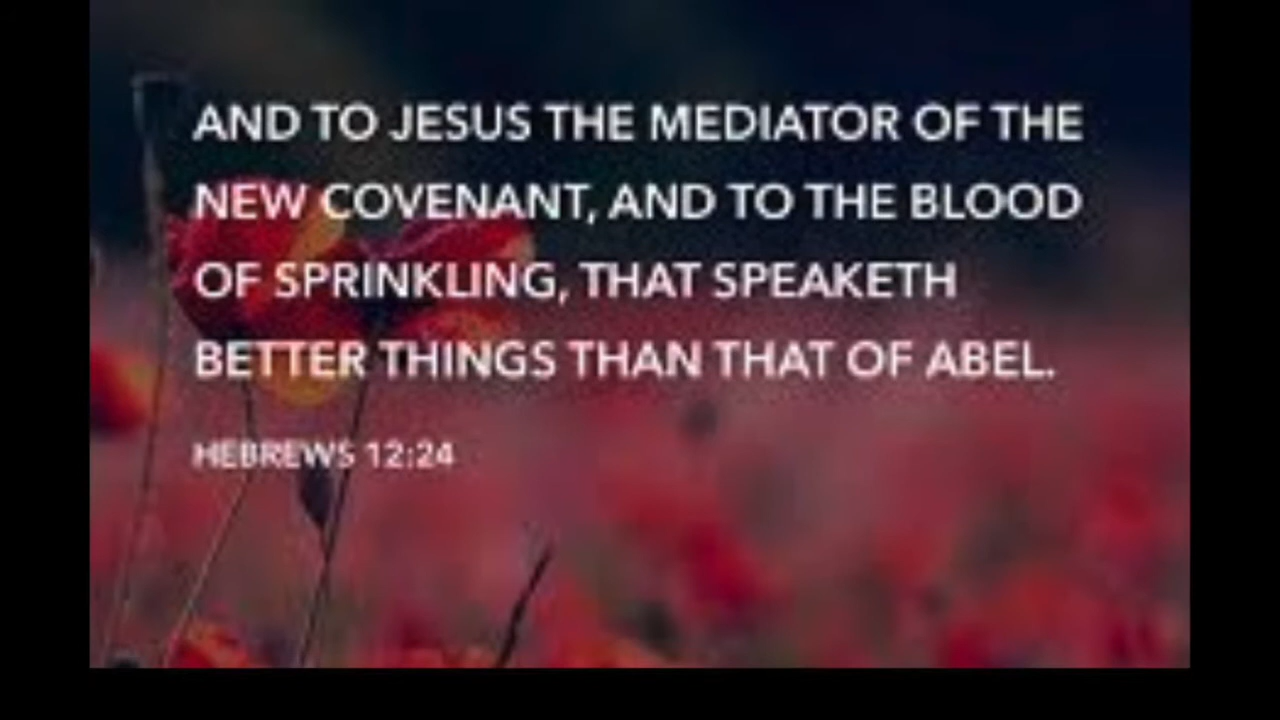 AND TO JESUS THE MEDIATOR OF THE
NEW COVENANT, AND TO THE BLOOD
OF SPRINKLING, THAT SPEAKETH
BETTER THINGS THAN THAT OF ABEL.
HEBREWS 12:24